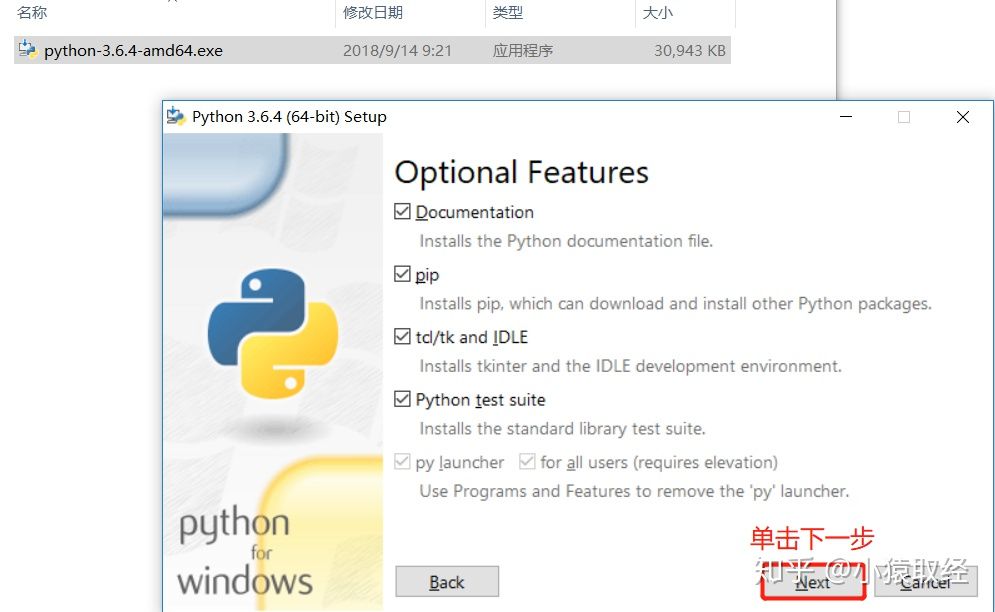 名称 修改日期 类型 大小
python-3.6.4-amd64.exe 2018/9/14 9:21 应用程序 30,943 KB
Python 3.6.4 (64-bit) Setup
Optional Features
Documentation
Installs the Python documentation file.
pip
Installs pip, which can download and install other Python packages.
tcl/tk and IDLE
Installs tkinter and the IDLE development environment.
Python test suite
Installs the standard library test suite.
py launcher for all users (requires elevation)
Use Programs and Features to remove the 'py' launcher.
python
for
windows
单击下一步
知乎 @小猿取经
Back Next Cancel